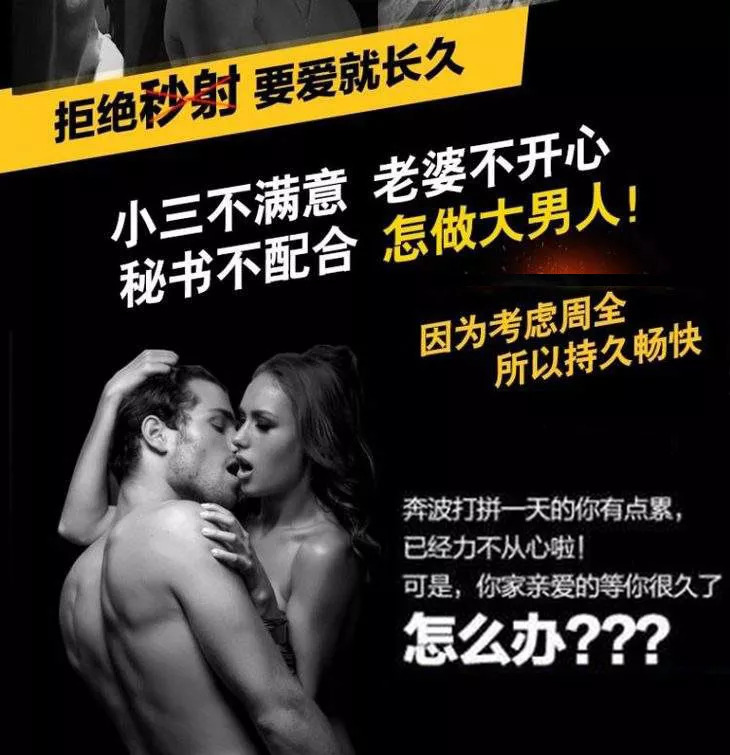 拒绝秒射 要爱就长久
小三不满意 老婆不开心
秘书不配合 怎做大男人！
因为考虑周全
所以持久畅快
奔波打拼一天的你有点累，
已经力不从心啦！
可是，你家亲爱的等你很久了
怎么办???